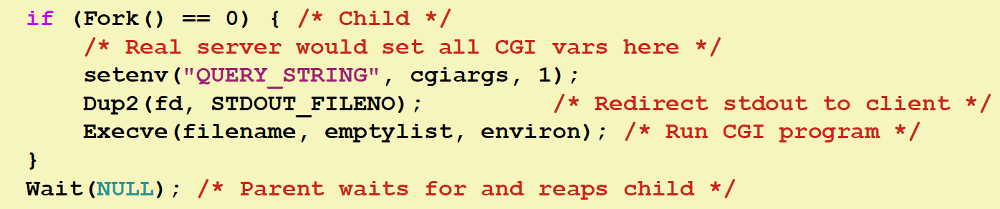 if (Fork() == 0) { /* Child */
    /* Real server would set all CGI vars here */
    setenv("QUERY_STRING", cgiargs, 1);
    Dup2(fd, STDOUT_FILENO);         /* Redirect stdout to client */
    Execve(filename, emptylist, environ); /* Run CGI program */
}
Wait(NULL); /* Parent waits for and reaps child */